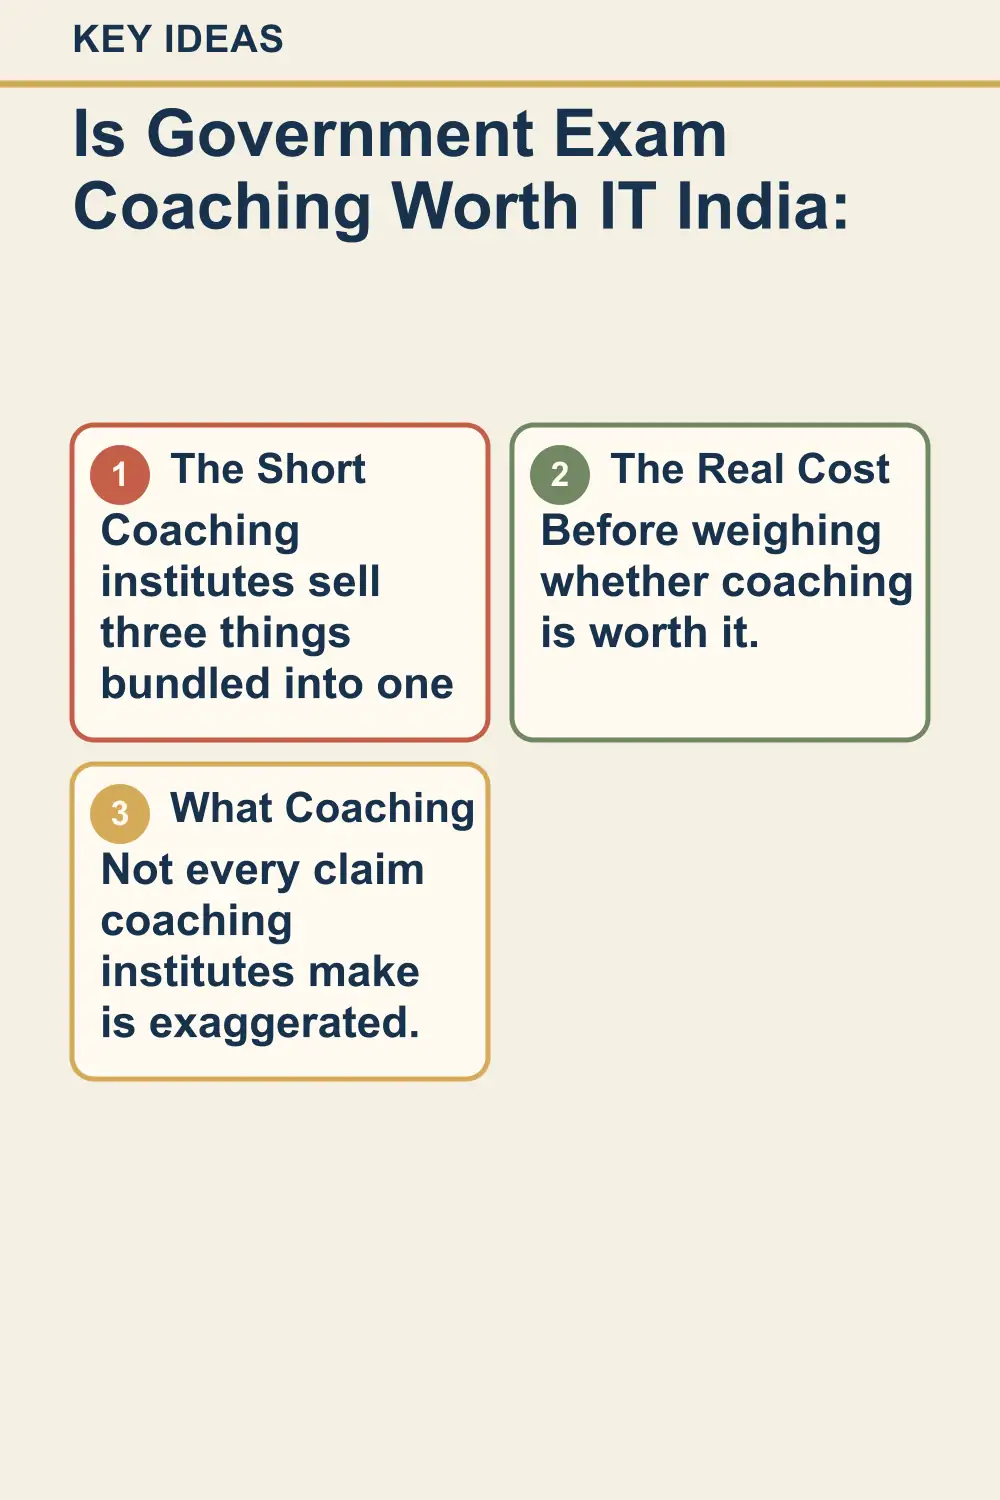 KEY IDEAS
Is Government Exam
Coaching Worth IT India:
1 The Short
Coaching
institutes sell
three things
bundled into one
2 The Real Cost
Before weighing
whether coaching
is worth it.
3 What Coaching
Not every claim
coaching
institutes make
is exaggerated.